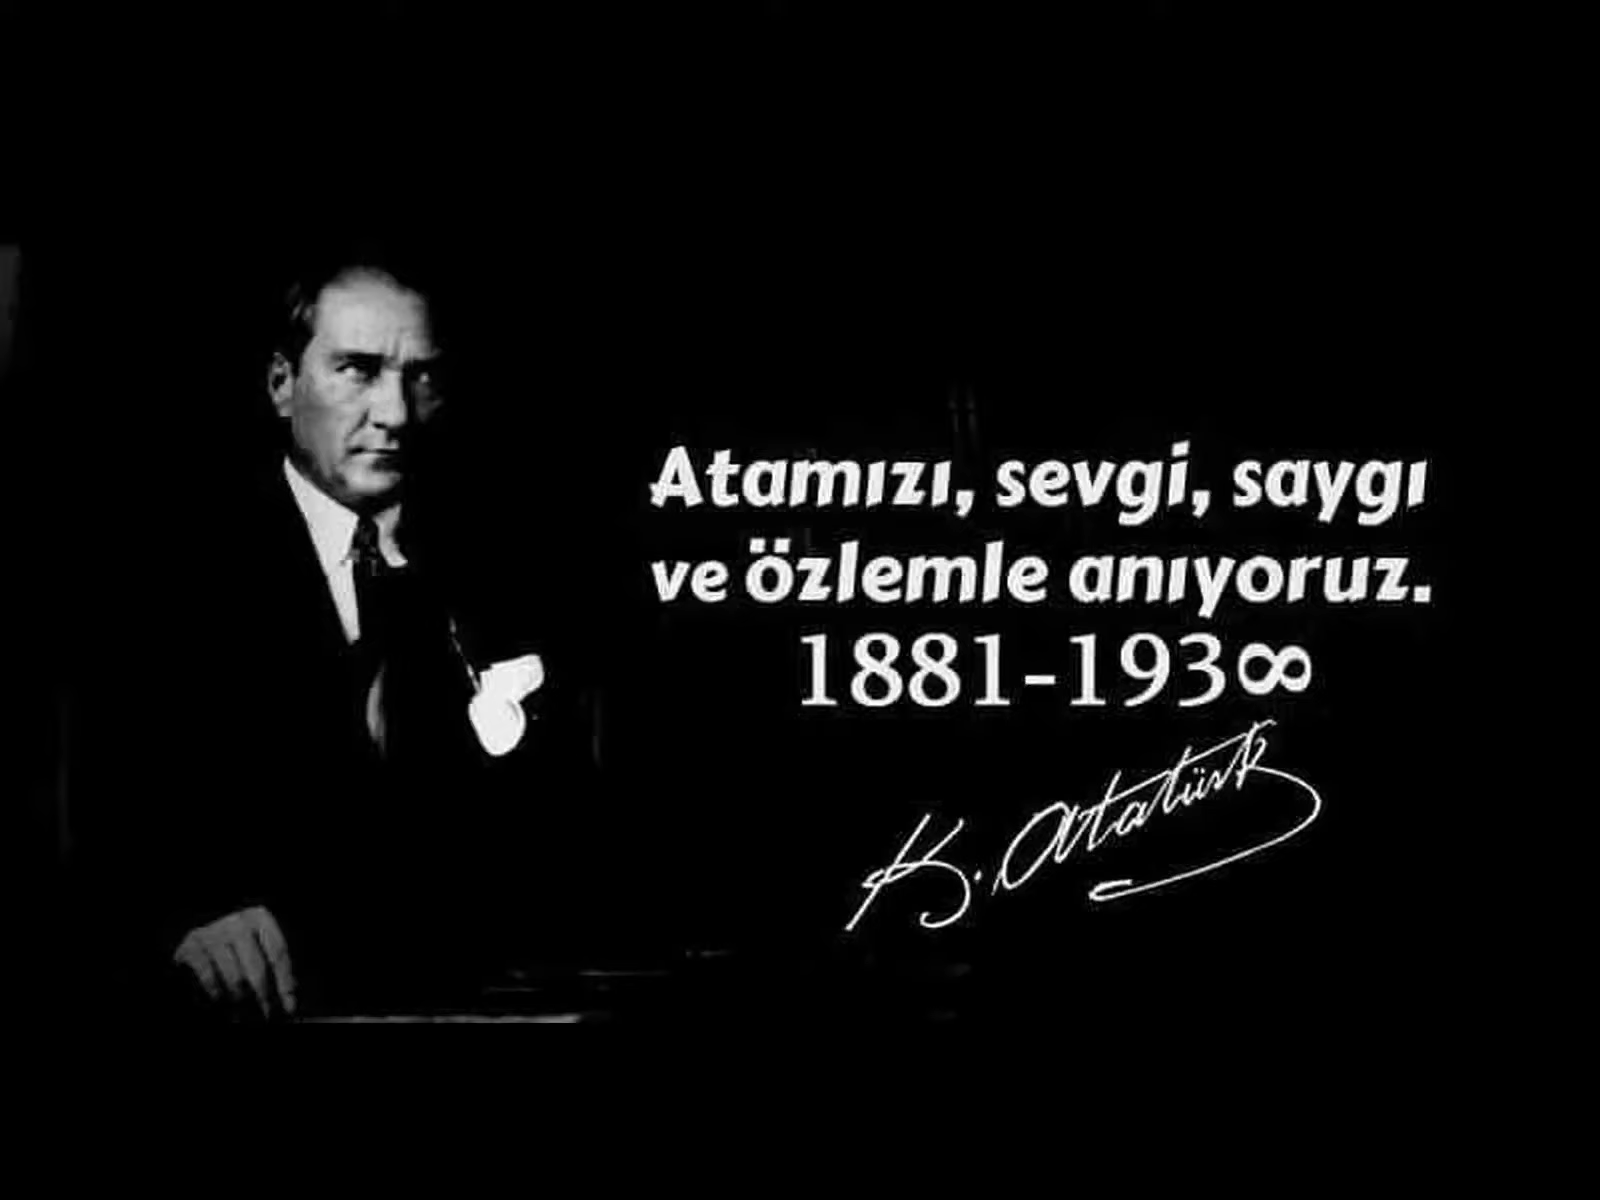 Atamızı, sevgi, saygı
ve özlemle anıyoruz.
1881-193∞
K. Atatürk